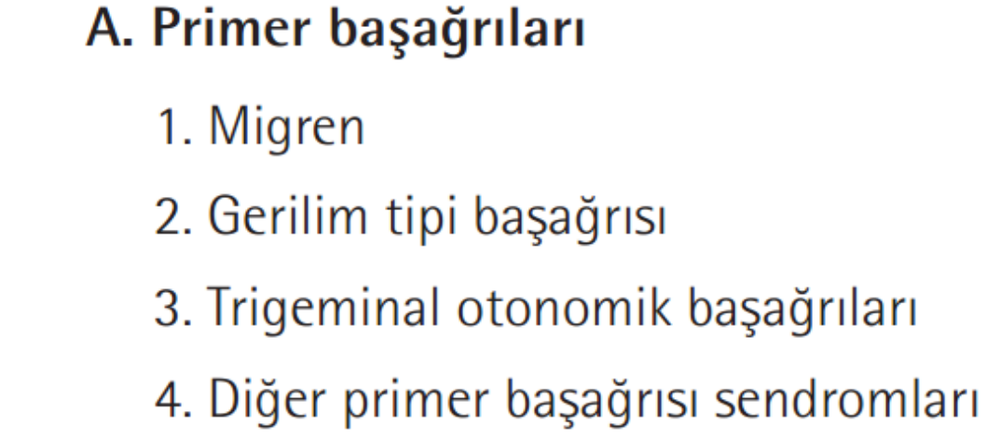 A. Primer başağrıları
1. Migren
2. Gerilim tipi başağrısı
3. Trigeminal otonomik başağrıları
4. Diğer primer başağrısı sendromları